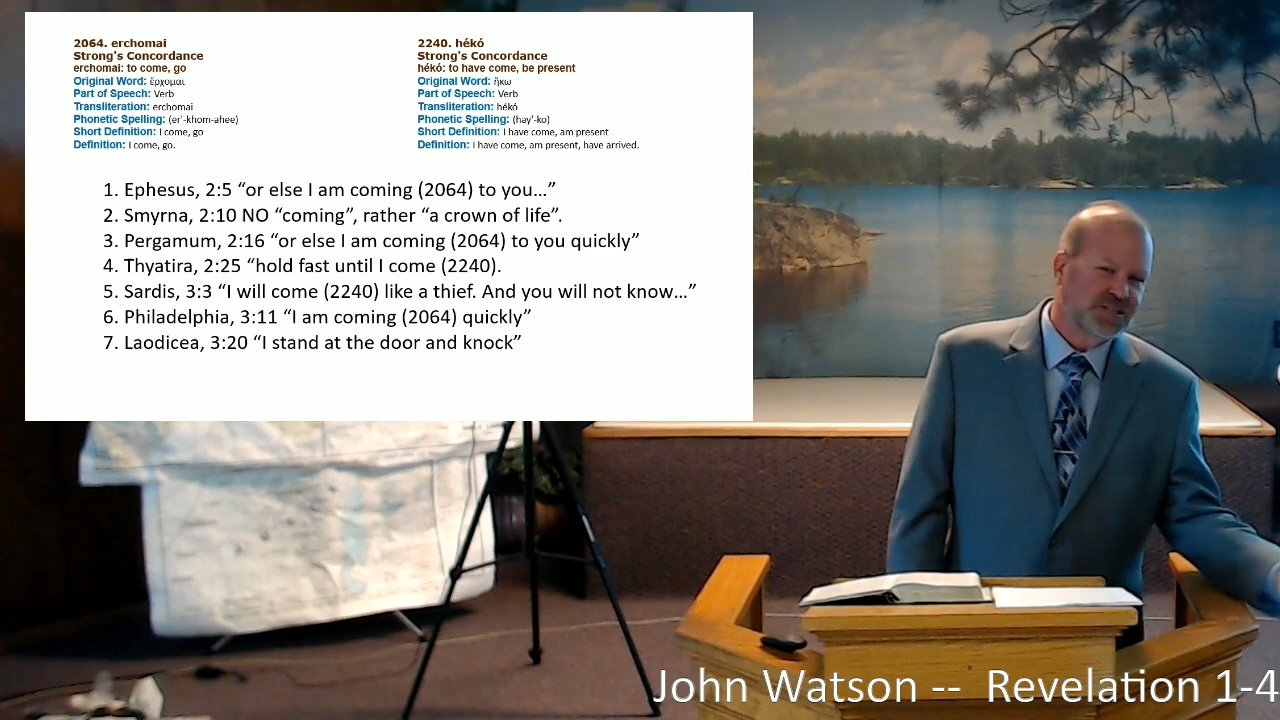 2064. erchomai
Strong's Concordance
erchomai: to come, go
Original Word: ἔρχομαι
Part of Speech: Verb
Transliteration: erchomai
Phonetic Spelling: (er'-khom-ahee)
Short Definition: I come, go
Definition: I come, go.
2240. hékó
Strong's Concordance
hékó: to have come, be present
Original Word: ἥκω
Part of Speech: Verb
Transliteration: hékó
Phonetic Spelling: (hay'-ko)
Short Definition: I have come, am present
Definition: I have come, am present, have arrived.
1. Ephesus, 2:5 “or else I am coming (2064) to you…”
2. Smyrna, 2:10 NO “coming”, rather “a crown of life”.
3. Pergamum, 2:16 “or else I am coming (2064) to you quickly”
4. Thyatira, 2:25 “hold fast until I come (2240).
5. Sardis, 3:3 “I will come (2240) like a thief. And you will not know…”
6. Philadelphia, 3:11 “I am coming (2064) quickly”
7. Laodicea, 3:20 “I stand at the door and knock”
John Watson -- Revelation 1-4